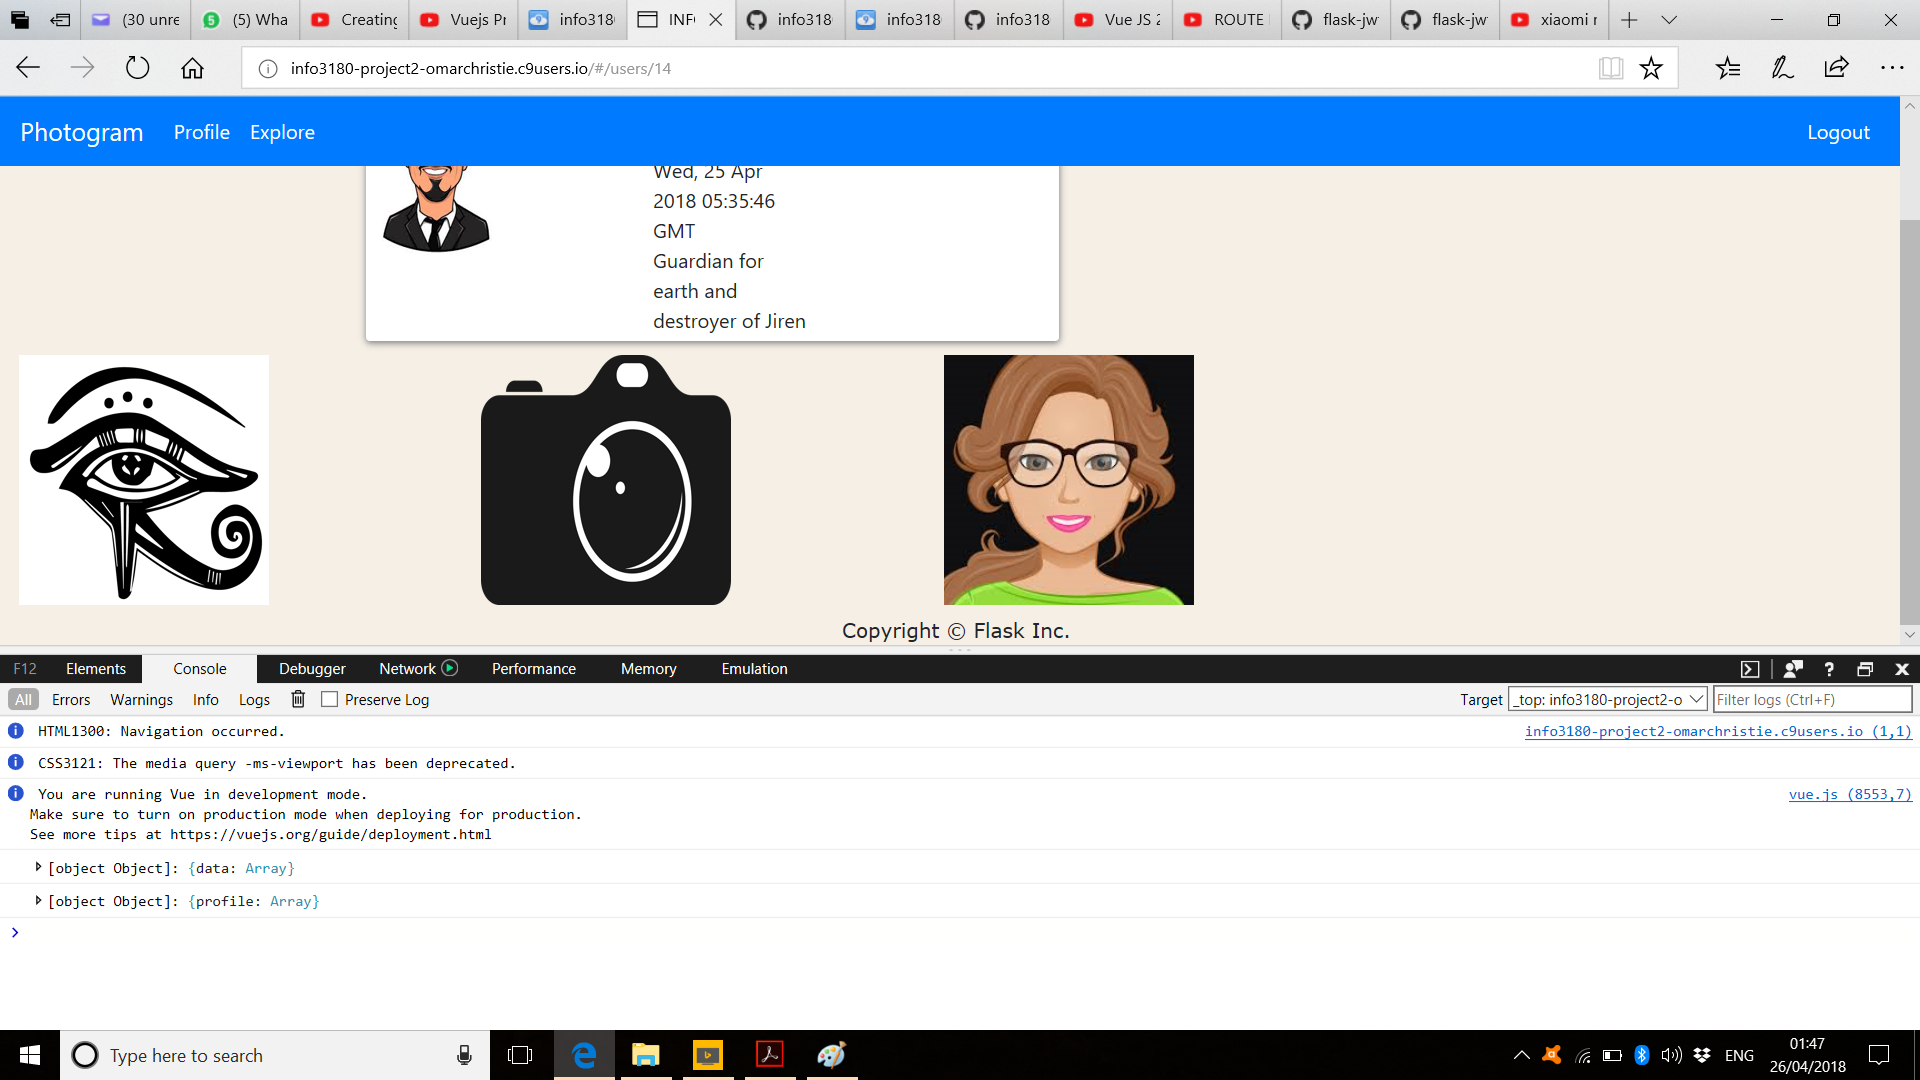 (30 unre
(5) Wha
Creating
Vuejs Pr
info318
INF
info318
info318
info318
Vue JS 2
ROUTE
flask-jw
flask-jw
xiaomi r
info3180-project2-omarchristie.c9users.io/#/users/14
Photogram Profile Explore Logout
Wed, 25 Apr
2018 05:35:46
GMT
Guardian for
earth and
destroyer of Jiren
Copyright © Flask Inc.
F12 Elements Console Debugger Network Performance Memory Emulation ?
All Errors Warnings Info Logs Preserve Log Target _top: info3180-project2-o Filter logs (Ctrl+F)
HTML1300: Navigation occurred. info3180-project2-omarchristie.c9users.io (1,1)
CSS3121: The media query -ms-viewport has been deprecated.
You are running Vue in development mode. vue.js (8553,7)
Make sure to turn on production mode when deploying for production.
See more tips at https://vuejs.org/guide/deployment.html
[object Object]: {data: Array}
[object Object]: {profile: Array}
Type here to search
ENG
01:47
26/04/2018